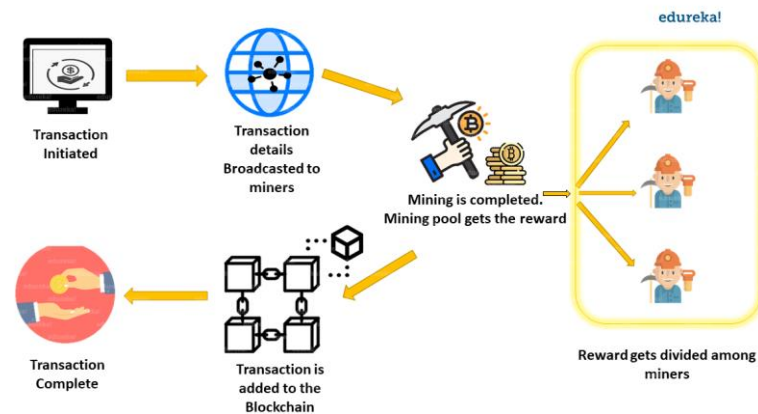 edureka!
Transaction
Initiated
Transaction
details
Broadcasted to
miners
Mining is completed.
Mining pool gets the reward
Reward gets divided among
miners
Transaction is
added to the
Blockchain
Transaction
Complete